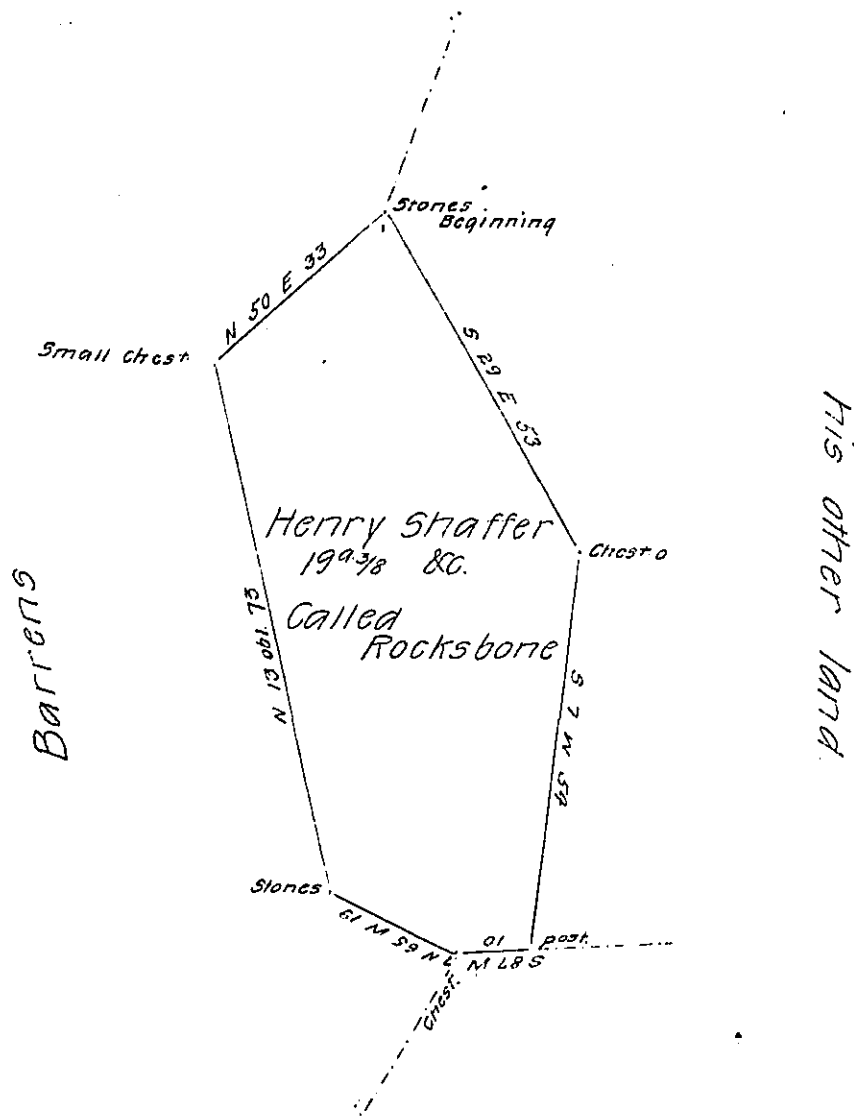 Stones
Beginning
N 50 E 33
S 29 E 53
Small Chest.
his other land.
Henry Shaffer
19a.3/8 &c.
Called
Rocksbone
Chest o
Barrens
N 13 obl. 73
S 7 W 54
Stones
N 65 W 19
10
post.
S 87 W
Chest.